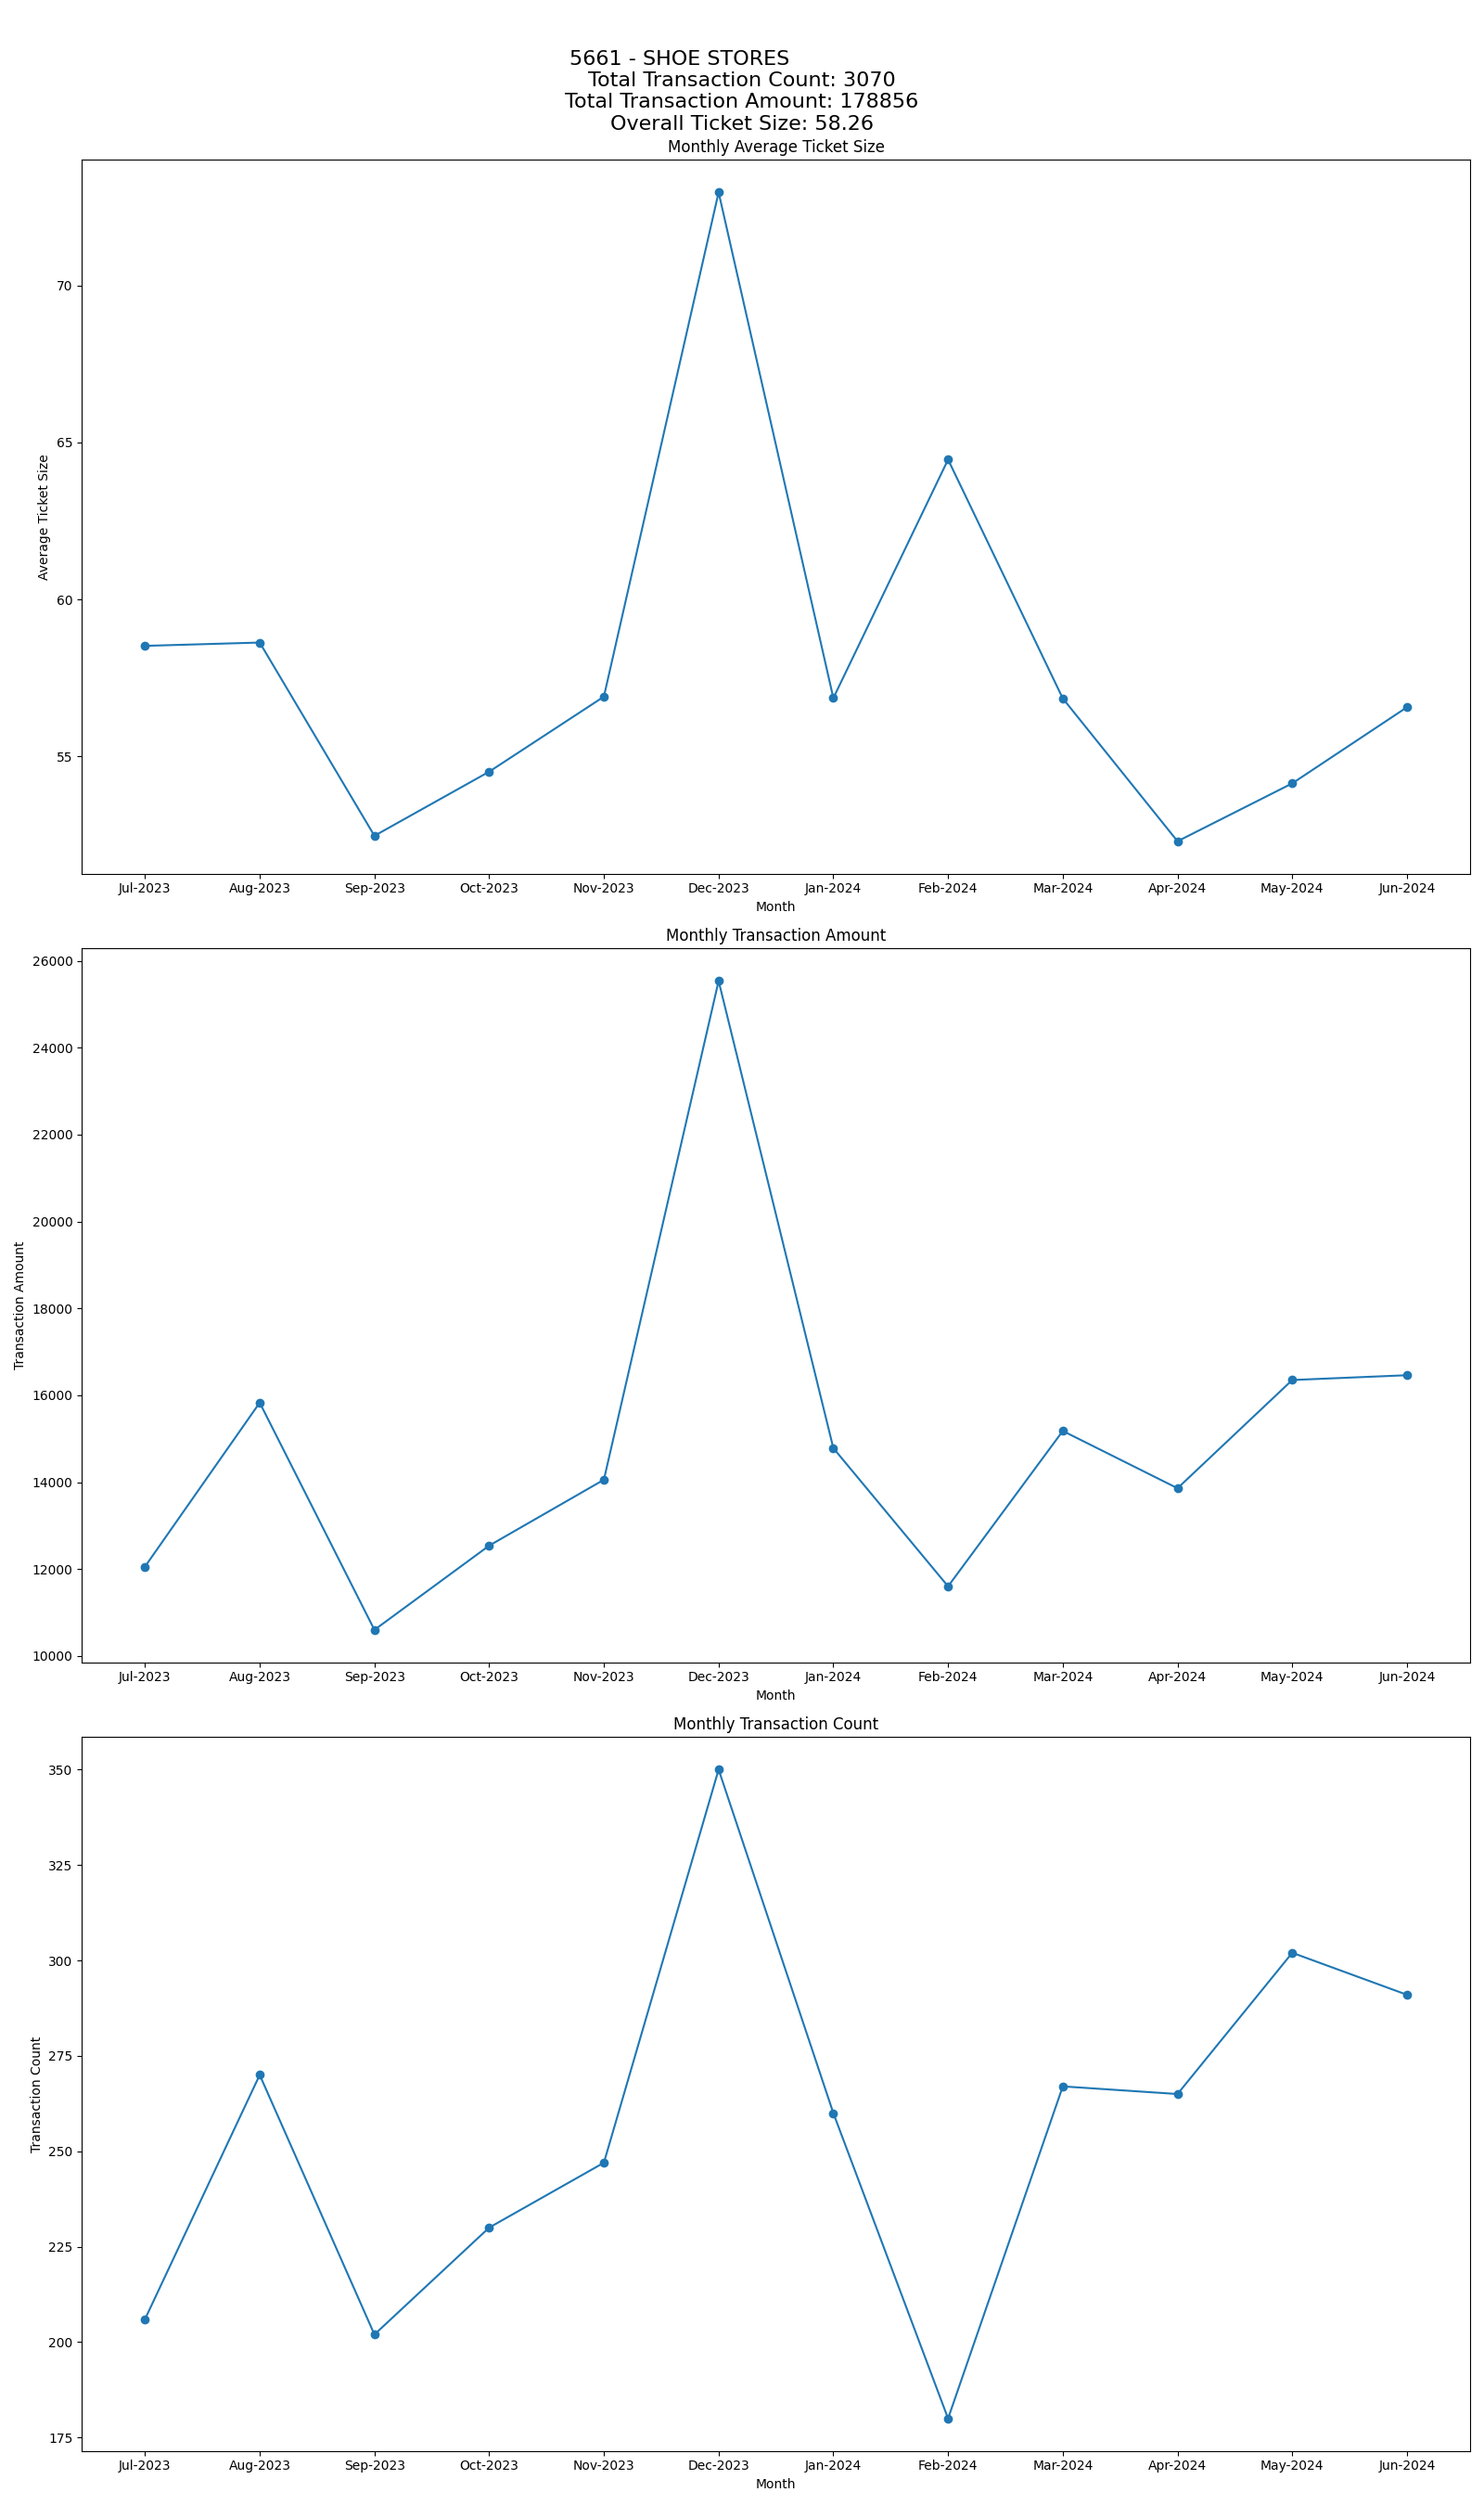 5661 - SHOE STORES
Total Transaction Count: 3070
Total Transaction Amount: 178856
Overall Ticket Size: 58.26
Monthly Average Ticket Size
Average Ticket Size
70
65
60
55
Jul-2023 Aug-2023 Sep-2023 Oct-2023 Nov-2023 Dec-2023 Jan-2024 Feb-2024 Mar-2024 Apr-2024 May-2024 Jun-2024
Month
Monthly Transaction Amount
Transaction Amount
26000
24000
22000
20000
18000
16000
14000
12000
10000
Jul-2023 Aug-2023 Sep-2023 Oct-2023 Nov-2023 Dec-2023 Jan-2024 Feb-2024 Mar-2024 Apr-2024 May-2024 Jun-2024
Month
Monthly Transaction Count
Transaction Count
350
325
300
275
250
225
200
175
Jul-2023 Aug-2023 Sep-2023 Oct-2023 Nov-2023 Dec-2023 Jan-2024 Feb-2024 Mar-2024 Apr-2024 May-2024 Jun-2024
Month